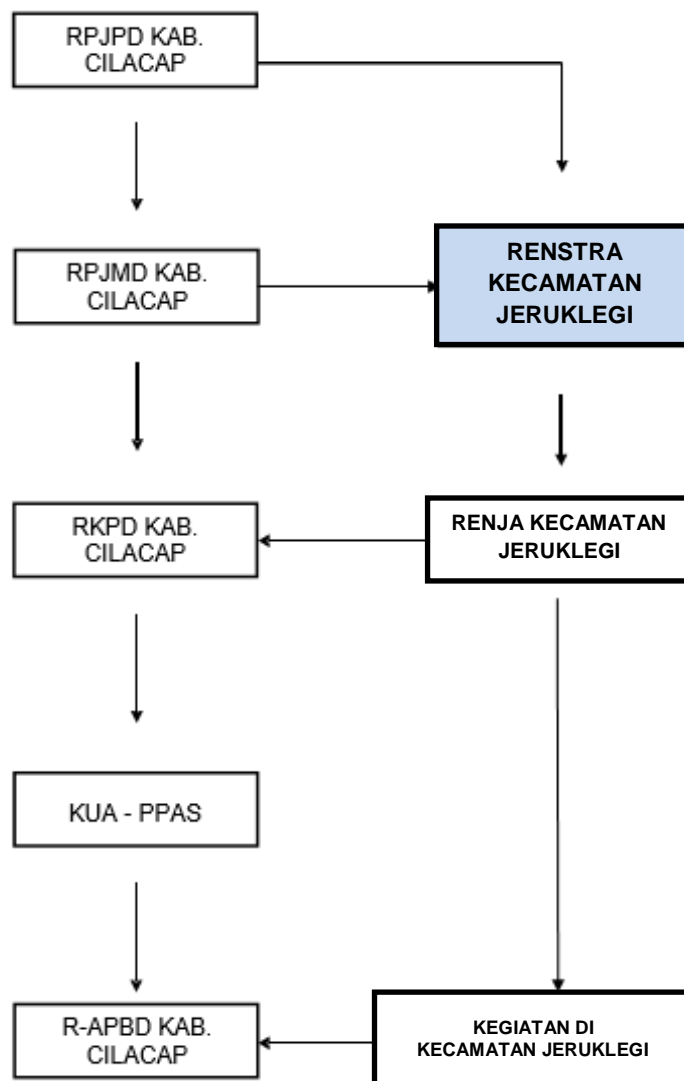 RPJPD KAB.
CILACAP
RPJMD KAB.
CILACAP
RENSTRA
KECAMATAN
JERUKLEGI
RKPD KAB.
CILACAP
RENJA KECAMATAN
JERUKLEGI
KUA - PPAS
R-APBD KAB.
CILACAP
KEGIATAN DI
KECAMATAN JERUKLEGI